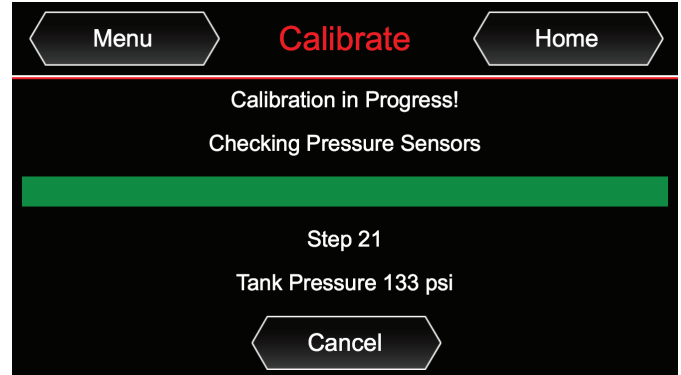 Menu
Calibrate
Home
Calibration in Progress!
Checking Pressure Sensors
Step 21
Tank Pressure 133 psi
Cancel